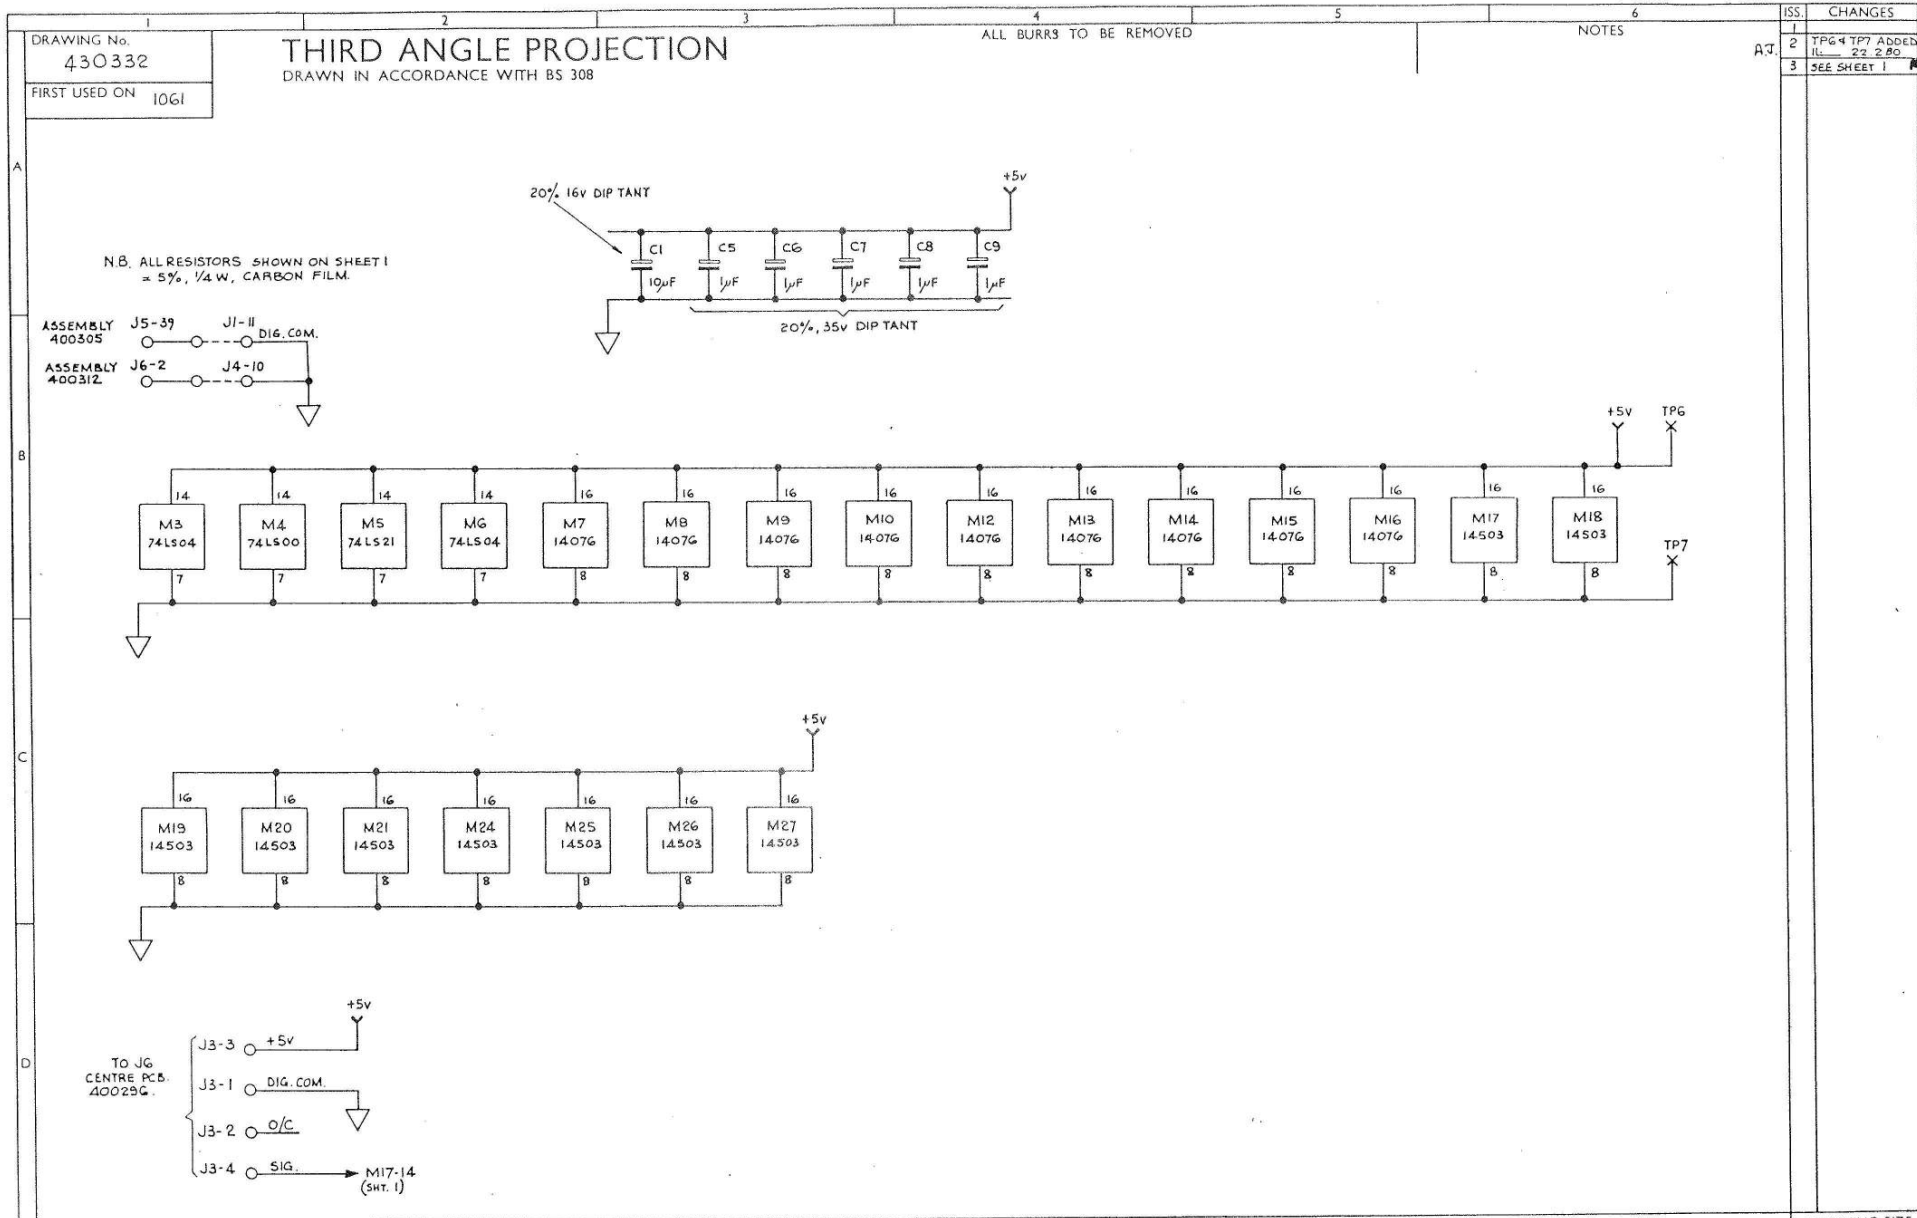 1 2 3 4 5 6
ISS. CHANGES
1
2 TP6 & TP7 ADDED
22.2.80
3 SEE SHEET 1
DRAWING No.
430332
FIRST USED ON 1061
THIRD ANGLE PROJECTION
DRAWN IN ACCORDANCE WITH BS 308
ALL BURRS TO BE REMOVED
NOTES
A.J.
A
B
C
D
20% 16V DIP TANT
+5V
C1 C5 C6 C7 C8 C9
10µF 1µF 1µF 1µF 1µF 1µF
20%, 35V DIP TANT
N.B. ALL RESISTORS SHOWN ON SHEET 1
= 5%, 1/4 W, CARBON FILM.
ASSEMBLY
400305
J5-39 J1-11 DIG. COM.
ASSEMBLY
400312
J6-2 J4-10
+5V TP6
14 14 14 14 16 16 16 16 16 16 16 16 16 16 16
M3 M4 M5 M6 M7 M8 M9 M10 M12 M13 M14 M15 M16 M17 M18
74LS04 74LS00 74LS21 74LS04 14076 14076 14076 14076 14076 14076 14076 14076 14076 14503 14503
TP7
7 7 7 7 8 8 8 8 8 8 8 8 8 8 8
+5V
16 16 16 16 16 16 16
M19 M20 M21 M24 M25 M26 M27
14503 14503 14503 14503 14503 14503 14503
8 8 8 8 8 8 8
+5V
TO J6
CENTRE PCB.
400296.
J3-3 +5V
J3-1 DIG. COM.
J3-2 O/C
J3-4 SIG. M17-14
(SHT. 1)